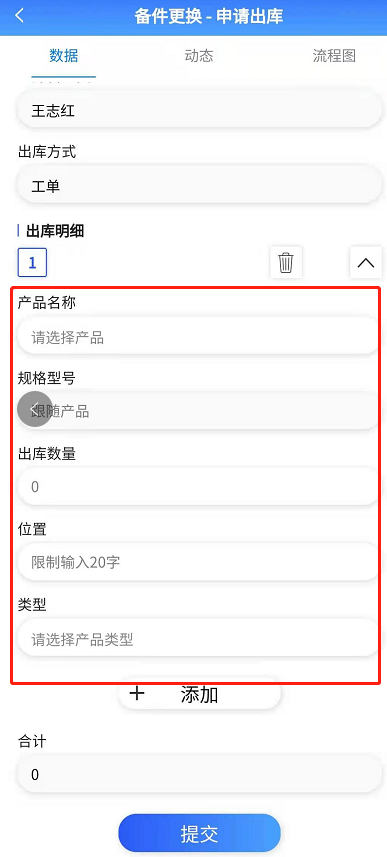 备件更换 - 申请出库
数据 动态 流程图
王志红
出库方式
工单
出库明细
1
产品名称
请选择产品
规格型号
跟随产品
出库数量
0
位置
限制输入20字
类型
请选择产品类型
添加
合计
0
提交